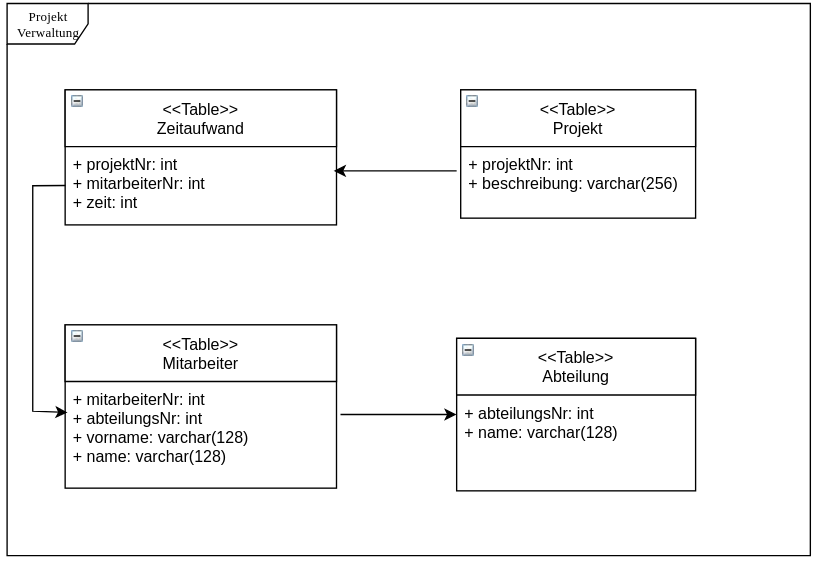 Projekt
Verwaltung
<<Table>>
Zeitaufwand
+ projektNr: int
+ mitarbeiterNr: int
+ zeit: int
<<Table>>
Projekt
+ projektNr: int
+ beschreibung: varchar(256)
<<Table>>
Mitarbeiter
+ mitarbeiterNr: int
+ abteilungsNr: int
+ vorname: varchar(128)
+ name: varchar(128)
<<Table>>
Abteilung
+ abteilungsNr: int
+ name: varchar(128)